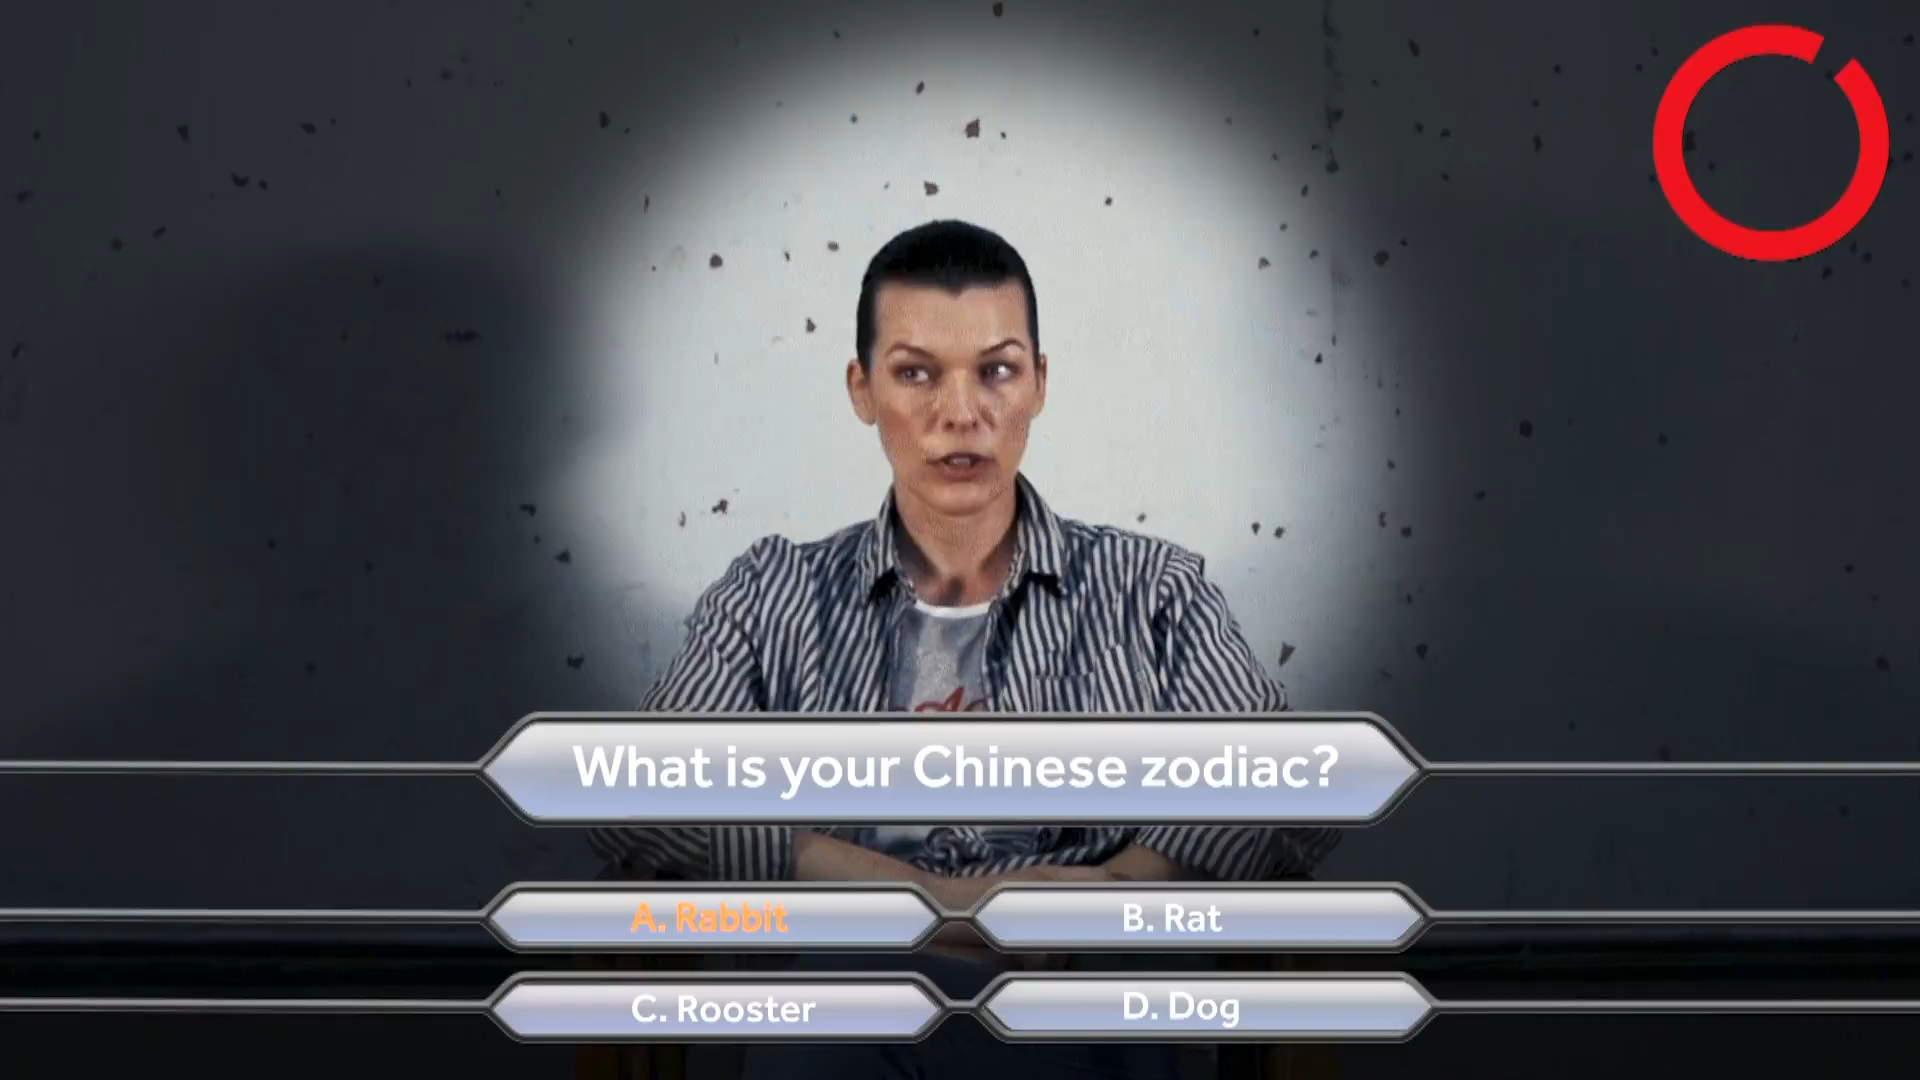 What is your Chinese zodiac?
A. Rabbit
B. Rat
C. Rooster
D. Dog